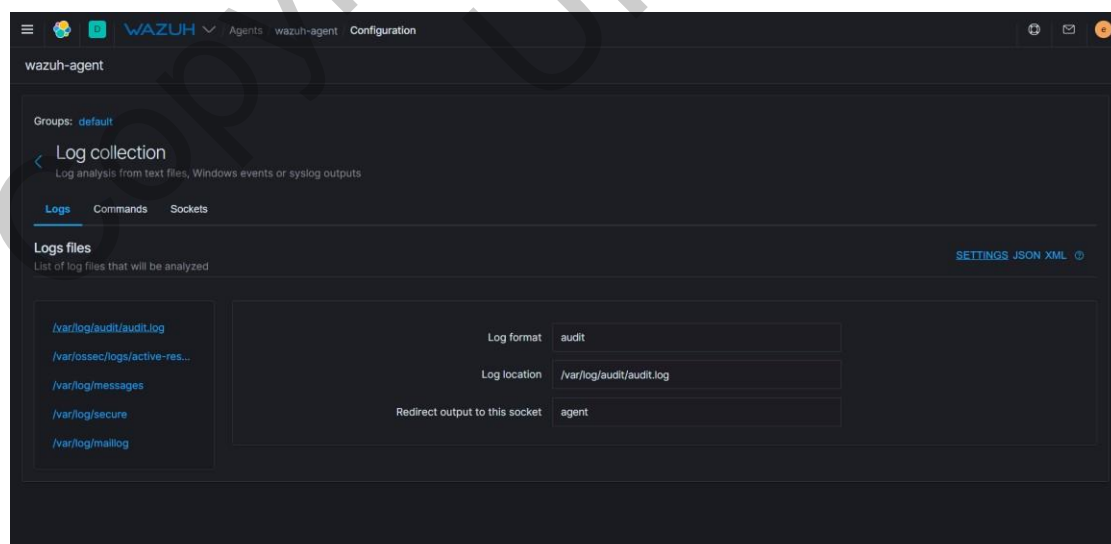 D WAZUH Agents wazuh-agent Configuration e
wazuh-agent
Groups: default
Log collection
Log analysis from text files, Windows events or syslog outputs
Logs Commands Sockets
Logs files
List of log files that will be analyzed
SETTINGS JSON XML
/var/log/audit/audit.log
/var/ossec/logs/active-res...
/var/log/messages
/var/log/secure
/var/log/maillog
Log format audit
Log location /var/log/audit/audit.log
Redirect output to this socket agent